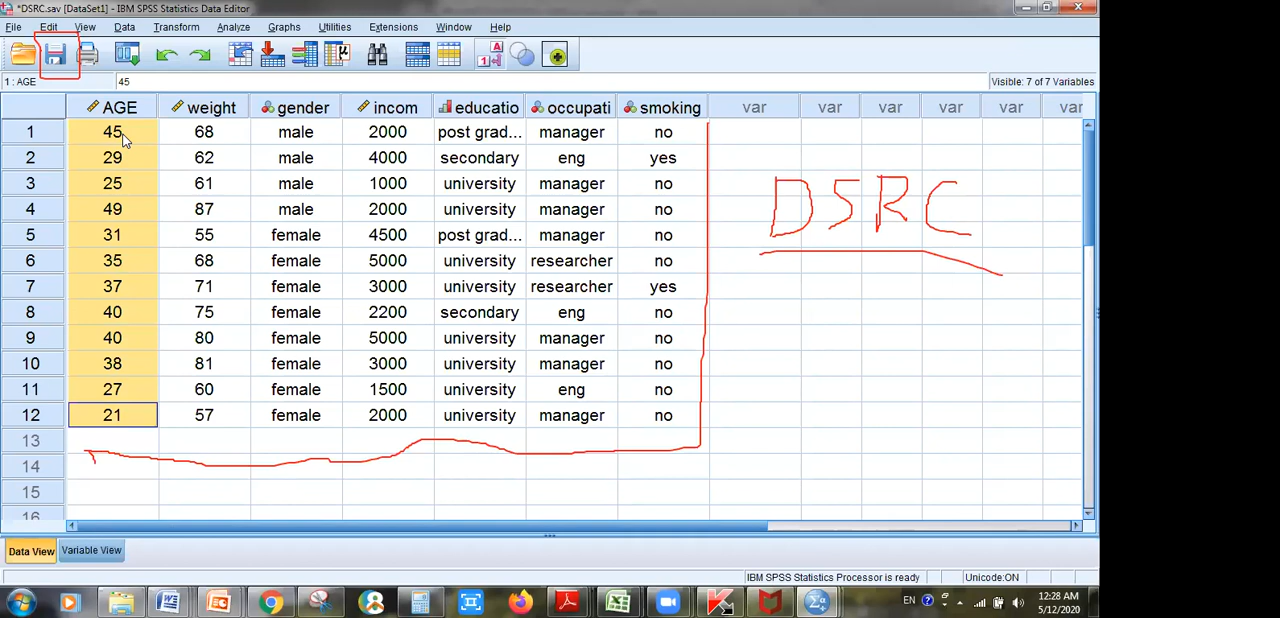 *DSRC.sav [DataSet1] - IBM SPSS Statistics Data Editor
File Edit View Data Transform Analyze Graphs Utilities Extensions Window Help
1 : AGE 45 Visible: 7 of 7 Variables
AGE weight gender incom educatio occupati smoking var var var var var var
1 45 68 male 2000 post grad... manager no
2 29 62 male 4000 secondary eng yes
3 25 61 male 1000 university manager no
4 49 87 male 2000 university manager no
5 31 55 female 4500 post grad... manager no
6 35 68 female 5000 university researcher no
7 37 71 female 3000 university researcher yes
8 40 75 female 2200 secondary eng no
9 40 80 female 5000 university manager no
10 38 81 female 3000 university manager no
11 27 60 female 1500 university eng no
12 21 57 female 2000 university manager no
13
14
15
16
DSRC
Data View Variable View
IBM SPSS Statistics Processor is ready Unicode:ON
EN 12:28 AM
5/12/2020